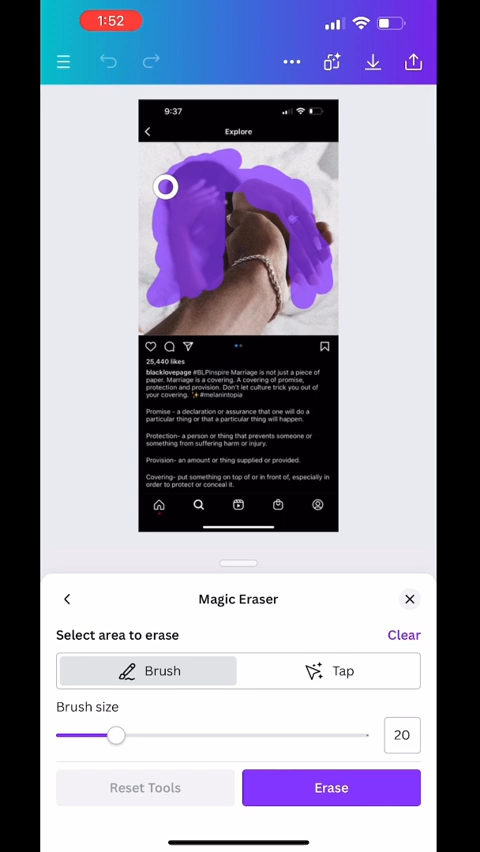 1:52
9:37
Explore
25,440 likes
blacklovepage #BLPinspire Marriage is not just a piece of
paper. Marriage is a covering. A covering of promise,
protection and provision. Don't let culture trick you out of
your covering. ✨ #melanintopia
Promise - a declaration or assurance that one will do a
particular thing or that a particular thing will happen.
Protection- a person or thing that prevents someone or
something from suffering harm or injury.
Provision- an amount or thing supplied or provided.
Covering- put something on top of or in front of, especially in
order to protect or conceal it.
Magic Eraser
Select area to erase
Clear
Brush
Tap
Brush size
20
Reset Tools
Erase